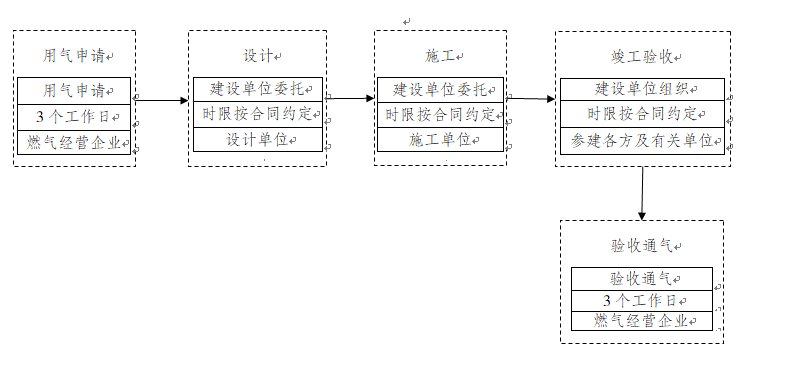 用气申请
用气申请
3 个工作日
燃气经营企业
设计
建设单位委托
时限按合同约定
设计单位
施工
建设单位委托
时限按合同约定
施工单位
竣工验收
建设单位组织
时限按合同约定
参建各方及有关单位
验收通气
验收通气
3 个工作日
燃气经营企业